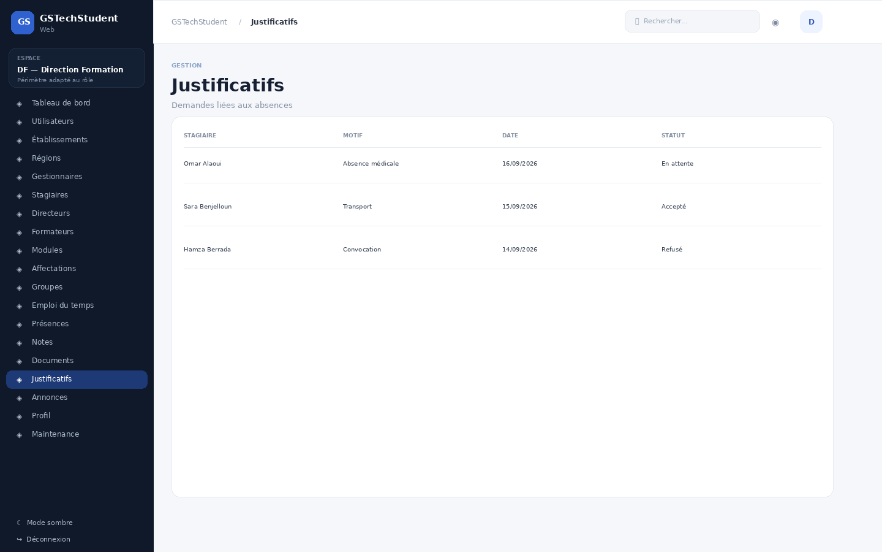 GS
GSTechStudent
Web
ESPACE
DF — Direction Formation
Périmètre adapté au rôle
Tableau de bord
Utilisateurs
Établissements
Régions
Gestionnaires
Stagiaires
Directeurs
Formateurs
Modules
Affectations
Groupes
Emploi du temps
Présences
Notes
Documents
Justificatifs
Annonces
Profil
Maintenance
Mode sombre
Déconnexion
GSTechStudent / Justificatifs
Rechercher...
D
GESTION
Justificatifs
Demandes liées aux absences
STAGIAIRE MOTIF DATE STATUT
Omar Alaoui Absence médicale 16/09/2026 En attente
Sara Benjelloun Transport 15/09/2026 Accepté
Hamza Berrada Convocation 14/09/2026 Refusé